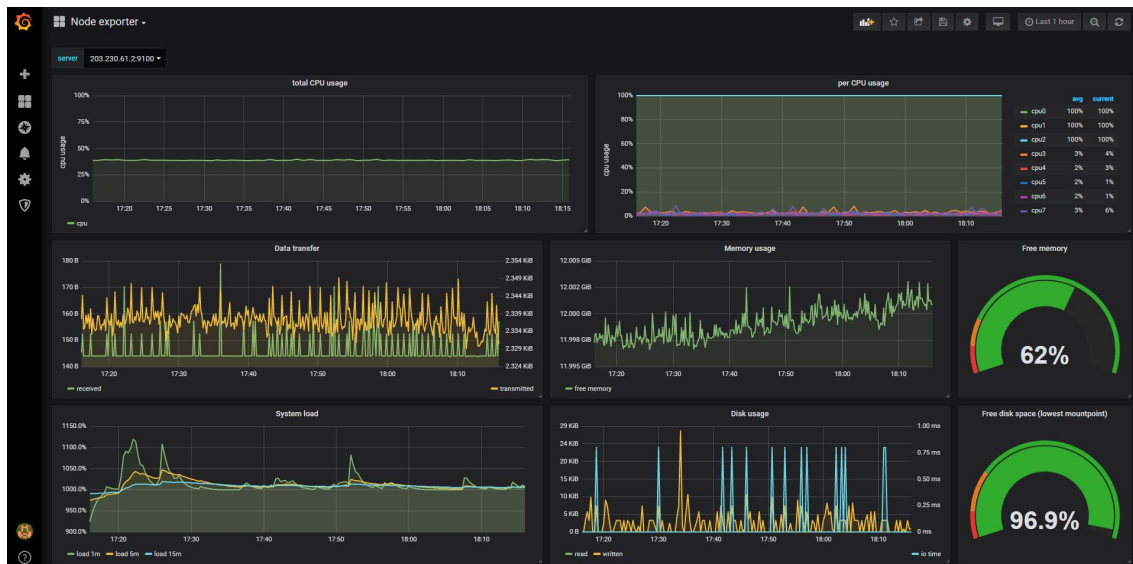 Node exporter
Last 1 hour
server 203.230.61.2:9100
total CPU usage
100%
75%
50%
25%
0%
cpu usage
17:20 17:25 17:30 17:35 17:40 17:45 17:50 17:55 18:00 18:05 18:10 18:15
cpu
per CPU usage
100%
80%
60%
40%
20%
0%
cpu usage
17:20 17:30 17:40 17:50 18:00 18:10
avg current
cpu0 100% 100%
cpu1 100% 100%
cpu2 100% 100%
cpu3 3% 4%
cpu4 2% 3%
cpu5 2% 1%
cpu6 2% 1%
cpu7 3% 6%
Data transfer
180 B
170 B
160 B
150 B
140 B
2.354 KiB
2.349 KiB
2.344 KiB
2.339 KiB
2.334 KiB
2.329 KiB
2.324 KiB
17:20 17:30 17:40 17:50 18:00 18:10
received
transmitted
Memory usage
12.005 GiB
12.002 GiB
12.000 GiB
11.998 GiB
11.995 GiB
17:20 17:30 17:40 17:50 18:00 18:10
free memory
Free memory
62%
System load
1150.0%
1100.0%
1050.0%
1000.0%
950.0%
900.0%
17:20 17:30 17:40 17:50 18:00 18:10
load 1m load 5m load 15m
Disk usage
29 KiB
24 KiB
20 KiB
15 KiB
10 KiB
5 KiB
0 B
1.00 ms
0.75 ms
0.50 ms
0.25 ms
0 ms
17:20 17:30 17:40 17:50 18:00 18:10
read written
io time
Free disk space (lowest mountpoint)
96.9%